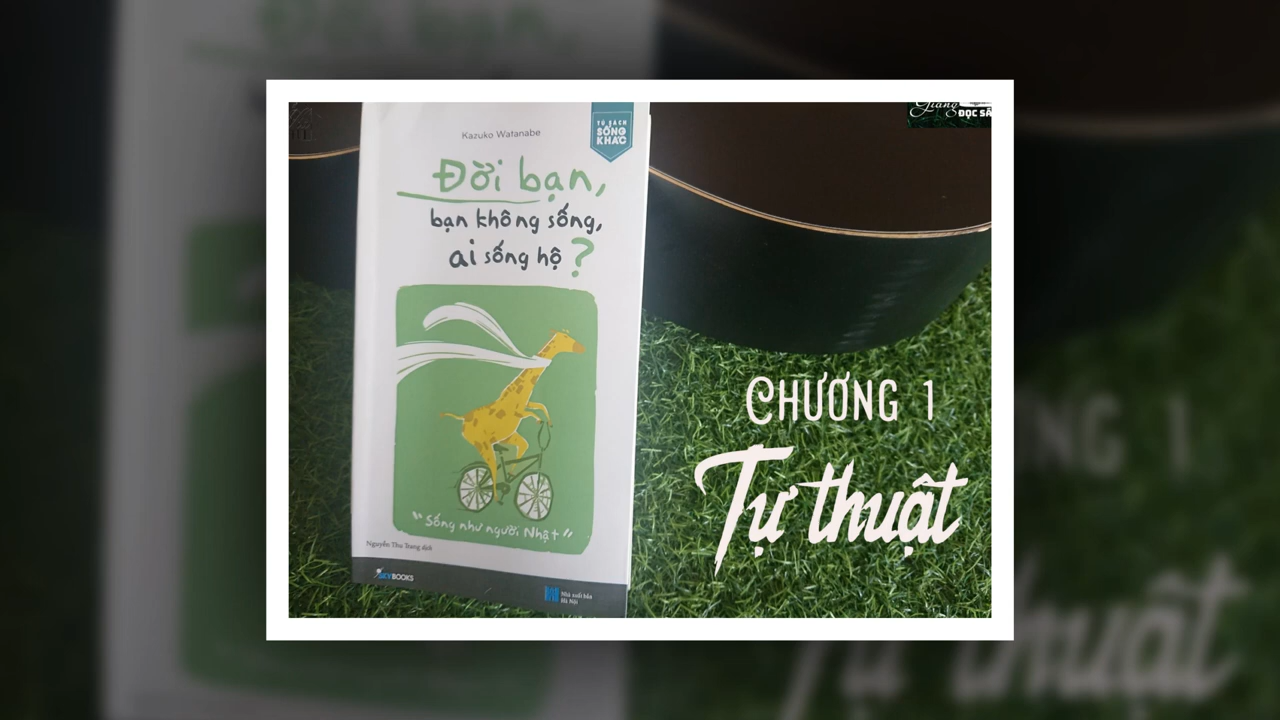 Giang
ĐỌC SÁ
TỦ SÁCH
SỐNG
KHÁC
Kazuko Watanabe
Đời bạn,
bạn không sống,
ai sống hộ?
"Sống như người Nhật"
Nguyễn Thu Trang dịch
SKYBOOKS
Nhà xuất bản
Hà Nội
CHƯƠNG 1
Tự thuật